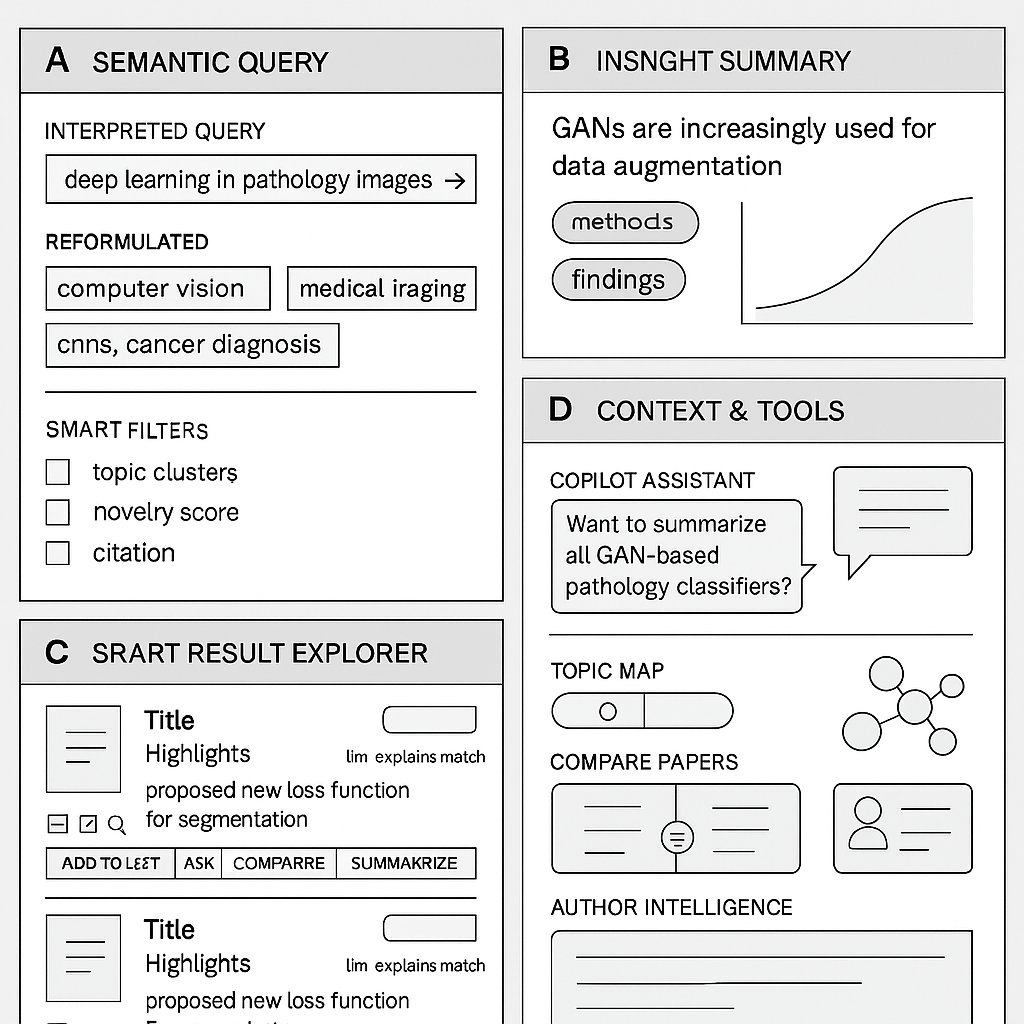 A SEMANTIC QUERY
INTERPRETED QUERY
deep learning in pathology images →
REFORMULATED
computer vision
medical iraging
cnns, cancer diagnosis
SMART FILTERS
topic clusters
novelry score
citation
B INSNGHT SUMMARY
GANs are increasingly used for
data augmentation
methods
findings
C SRART RESULT EXPLORER
Title
Highlights
lim explains match
proposed new loss function
for segmentation
ADD TO LEET
ASK
COMPARRE
SUMMAKRIZE
Title
Highlights
lim explains match
proposed new loss function
D CONTEXT & TOOLS
COPILOT ASSISTANT
Want to summarize
all GAN-based
pathology classifiers?
TOPIC MAP
COMPARE PAPERS
AUTHOR INTELLIGENCE